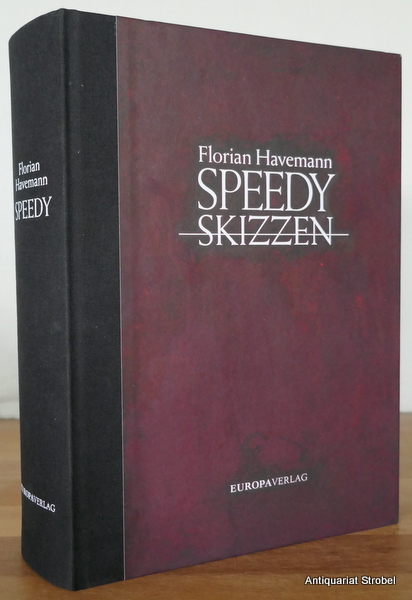 Florian
Havemann
SPEEDY
EUROPAVERLAG
Florian Havemann
SPEEDY
SKIZZEN
EUROPAVERLAG
Antiquariat Strobel